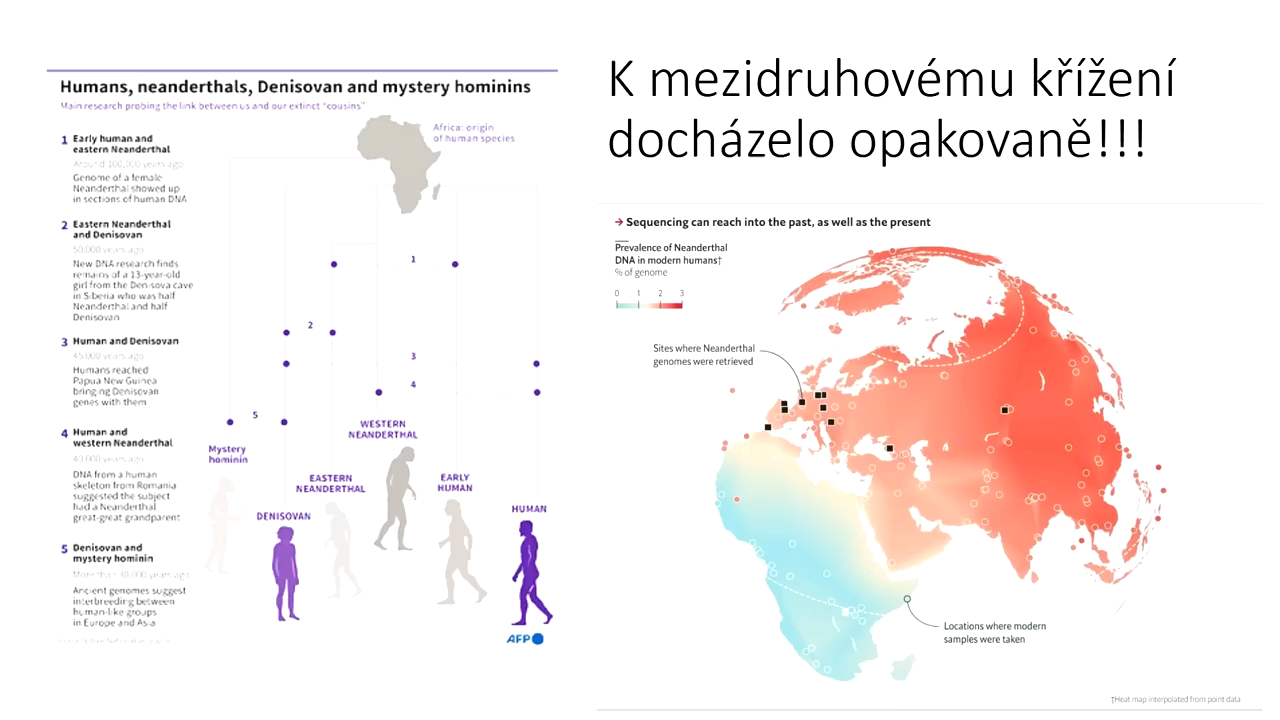 Humans, neanderthals, Denisovan and mystery hominins
Main research probing the link between us and our extinct "cousins"
Africa: origin
of human species
1 Early human and
eastern Neanderthal
Around 100,000 years ago
Genome of a female
Neanderthal showed up
in sections of human DNA
2 Eastern Neanderthal
and Denisovan
50,000 years ago
New DNA research finds
remains of a 13-year-old
girl from the Denisova cave
in Siberia who was half
Neanderthal and half
Denisovan
3 Human and Denisovan
45,000 years ago
Humans reached
Papua New Guinea
bringing Denisovan
genes with them
4 Human and
western Neanderthal
40,000 years ago
DNA from a human
skeleton from Romania
suggested the subject
had a Neanderthal
great-great grandparent
5 Denisovan and
mystery hominin
More than 30,000 years ago
Ancient genomes suggest
interbreeding between
human-like groups
in Europe and Asia
1
2
3
4
5
Mystery
hominin
WESTERN
NEANDERTHAL
EASTERN
NEANDERTHAL
EARLY
HUMAN
DENISOVAN
HUMAN
AFP
K mezidruhovému křížení
docházelo opakovaně!!!
→ Sequencing can reach into the past, as well as the present
Prevalence of Neanderthal
DNA in modern humans†
% of genome
0 1 2 3
Sites where Neanderthal
genomes were retrieved
Locations where modern
samples were taken
†Heat map interpolated from point data